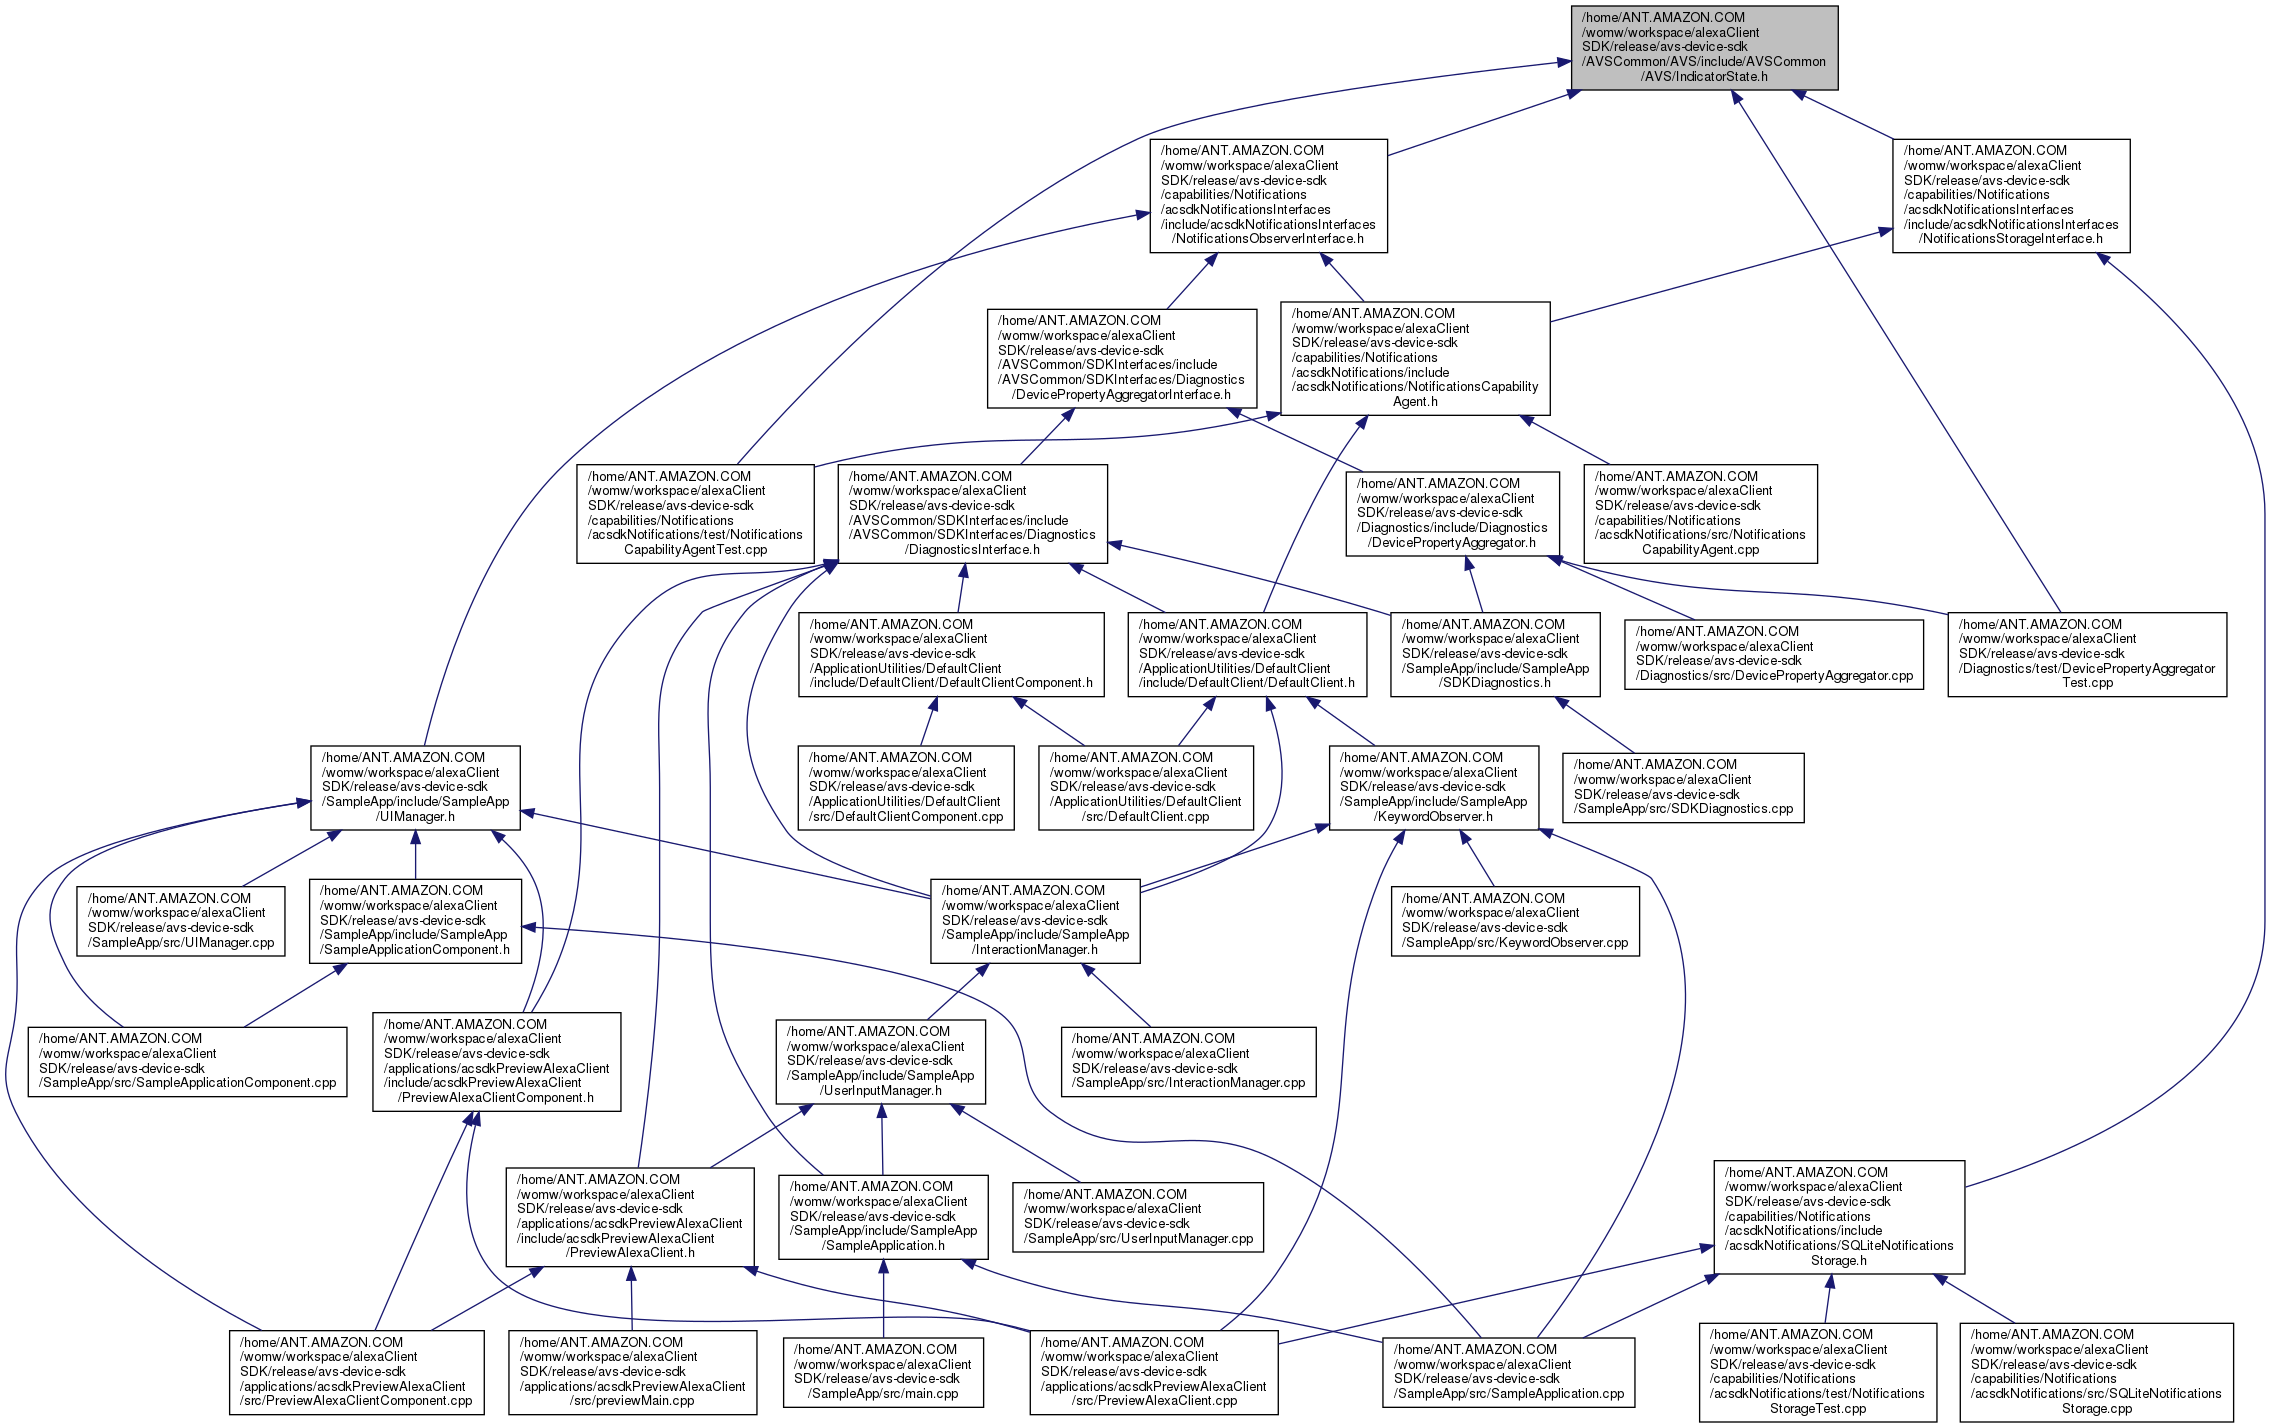 /home/ANT.AMAZON.COM
/womw/workspace/alexaClient
SDK/release/avs-device-sdk
/AVSCommon/AVS/include/AVSCommon
/AVS/IndicatorState.h
/home/ANT.AMAZON.COM
/womw/workspace/alexaClient
SDK/release/avs-device-sdk
/capabilities/Notifications
/acsdkNotificationsInterfaces
/include/acsdkNotificationsInterfaces
/NotificationsObserverInterface.h
/home/ANT.AMAZON.COM
/womw/workspace/alexaClient
SDK/release/avs-device-sdk
/capabilities/Notifications
/acsdkNotificationsInterfaces
/include/acsdkNotificationsInterfaces
/NotificationsStorageInterface.h
/home/ANT.AMAZON.COM
/womw/workspace/alexaClient
SDK/release/avs-device-sdk
/AVSCommon/SDKInterfaces/include
/AVSCommon/SDKInterfaces/Diagnostics
/DevicePropertyAggregatorInterface.h
/home/ANT.AMAZON.COM
/womw/workspace/alexaClient
SDK/release/avs-device-sdk
/capabilities/Notifications
/acsdkNotifications/include
/acsdkNotifications/NotificationsCapability
Agent.h
/home/ANT.AMAZON.COM
/womw/workspace/alexaClient
SDK/release/avs-device-sdk
/capabilities/Notifications
/acsdkNotifications/test/Notifications
CapabilityAgentTest.cpp
/home/ANT.AMAZON.COM
/womw/workspace/alexaClient
SDK/release/avs-device-sdk
/AVSCommon/SDKInterfaces/include
/AVSCommon/SDKInterfaces/Diagnostics
/DiagnosticsInterface.h
/home/ANT.AMAZON.COM
/womw/workspace/alexaClient
SDK/release/avs-device-sdk
/Diagnostics/include/Diagnostics
/DevicePropertyAggregator.h
/home/ANT.AMAZON.COM
/womw/workspace/alexaClient
SDK/release/avs-device-sdk
/capabilities/Notifications
/acsdkNotifications/src/Notifications
CapabilityAgent.cpp
/home/ANT.AMAZON.COM
/womw/workspace/alexaClient
SDK/release/avs-device-sdk
/ApplicationUtilities/DefaultClient
/include/DefaultClient/DefaultClientComponent.h
/home/ANT.AMAZON.COM
/womw/workspace/alexaClient
SDK/release/avs-device-sdk
/ApplicationUtilities/DefaultClient
/include/DefaultClient/DefaultClient.h
/home/ANT.AMAZON.COM
/womw/workspace/alexaClient
SDK/release/avs-device-sdk
/SampleApp/include/SampleApp
/SDKDiagnostics.h
/home/ANT.AMAZON.COM
/womw/workspace/alexaClient
SDK/release/avs-device-sdk
/Diagnostics/src/DevicePropertyAggregator.cpp
/home/ANT.AMAZON.COM
/womw/workspace/alexaClient
SDK/release/avs-device-sdk
/Diagnostics/test/DevicePropertyAggregator
Test.cpp
/home/ANT.AMAZON.COM
/womw/workspace/alexaClient
SDK/release/avs-device-sdk
/SampleApp/include/SampleApp
/UIManager.h
/home/ANT.AMAZON.COM
/womw/workspace/alexaClient
SDK/release/avs-device-sdk
/ApplicationUtilities/DefaultClient
/src/DefaultClientComponent.cpp
/home/ANT.AMAZON.COM
/womw/workspace/alexaClient
SDK/release/avs-device-sdk
/ApplicationUtilities/DefaultClient
/src/DefaultClient.cpp
/home/ANT.AMAZON.COM
/womw/workspace/alexaClient
SDK/release/avs-device-sdk
/SampleApp/include/SampleApp
/KeywordObserver.h
/home/ANT.AMAZON.COM
/womw/workspace/alexaClient
SDK/release/avs-device-sdk
/SampleApp/src/SDKDiagnostics.cpp
/home/ANT.AMAZON.COM
/womw/workspace/alexaClient
SDK/release/avs-device-sdk
/SampleApp/src/UIManager.cpp
/home/ANT.AMAZON.COM
/womw/workspace/alexaClient
SDK/release/avs-device-sdk
/SampleApp/include/SampleApp
/SampleApplicationComponent.h
/home/ANT.AMAZON.COM
/womw/workspace/alexaClient
SDK/release/avs-device-sdk
/SampleApp/include/SampleApp
/InteractionManager.h
/home/ANT.AMAZON.COM
/womw/workspace/alexaClient
SDK/release/avs-device-sdk
/SampleApp/src/KeywordObserver.cpp
/home/ANT.AMAZON.COM
/womw/workspace/alexaClient
SDK/release/avs-device-sdk
/SampleApp/src/SampleApplicationComponent.cpp
/home/ANT.AMAZON.COM
/womw/workspace/alexaClient
SDK/release/avs-device-sdk
/applications/acsdkPreviewAlexaClient
/include/acsdkPreviewAlexaClient
/PreviewAlexaClientComponent.h
/home/ANT.AMAZON.COM
/womw/workspace/alexaClient
SDK/release/avs-device-sdk
/SampleApp/include/SampleApp
/UserInputManager.h
/home/ANT.AMAZON.COM
/womw/workspace/alexaClient
SDK/release/avs-device-sdk
/SampleApp/src/InteractionManager.cpp
/home/ANT.AMAZON.COM
/womw/workspace/alexaClient
SDK/release/avs-device-sdk
/applications/acsdkPreviewAlexaClient
/include/acsdkPreviewAlexaClient
/PreviewAlexaClient.h
/home/ANT.AMAZON.COM
/womw/workspace/alexaClient
SDK/release/avs-device-sdk
/SampleApp/include/SampleApp
/SampleApplication.h
/home/ANT.AMAZON.COM
/womw/workspace/alexaClient
SDK/release/avs-device-sdk
/SampleApp/src/UserInputManager.cpp
/home/ANT.AMAZON.COM
/womw/workspace/alexaClient
SDK/release/avs-device-sdk
/capabilities/Notifications
/acsdkNotifications/include
/acsdkNotifications/SQLiteNotifications
Storage.h
/home/ANT.AMAZON.COM
/womw/workspace/alexaClient
SDK/release/avs-device-sdk
/applications/acsdkPreviewAlexaClient
/src/PreviewAlexaClientComponent.cpp
/home/ANT.AMAZON.COM
/womw/workspace/alexaClient
SDK/release/avs-device-sdk
/applications/acsdkPreviewAlexaClient
/src/previewMain.cpp
/home/ANT.AMAZON.COM
/womw/workspace/alexaClient
SDK/release/avs-device-sdk
/SampleApp/src/main.cpp
/home/ANT.AMAZON.COM
/womw/workspace/alexaClient
SDK/release/avs-device-sdk
/applications/acsdkPreviewAlexaClient
/src/PreviewAlexaClient.cpp
/home/ANT.AMAZON.COM
/womw/workspace/alexaClient
SDK/release/avs-device-sdk
/SampleApp/src/SampleApplication.cpp
/home/ANT.AMAZON.COM
/womw/workspace/alexaClient
SDK/release/avs-device-sdk
/capabilities/Notifications
/acsdkNotifications/test/Notifications
StorageTest.cpp
/home/ANT.AMAZON.COM
/womw/workspace/alexaClient
SDK/release/avs-device-sdk
/capabilities/Notifications
/acsdkNotifications/src/SQLiteNotifications
Storage.cpp